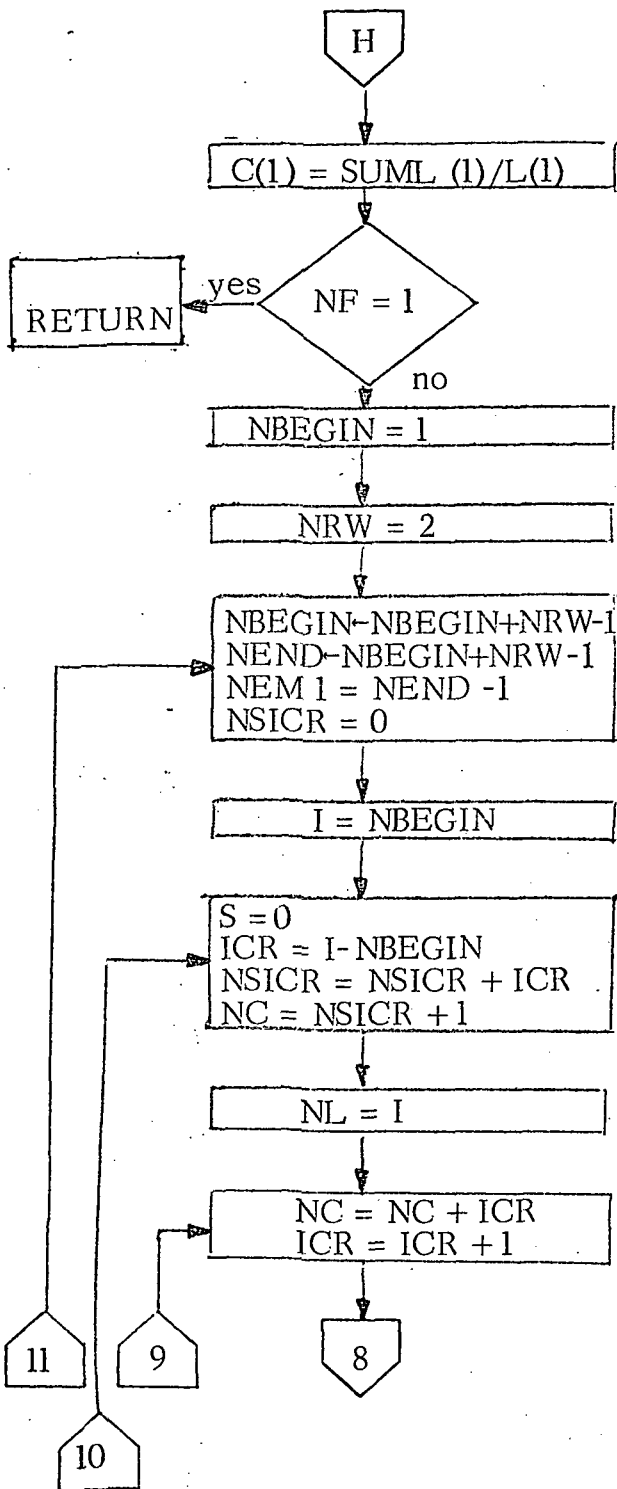 H
C(1) = SUML (1)/L(1)
NF = 1
yes
RETURN
no
NBEGIN = 1
NRW = 2
NBEGIN←NBEGIN+NRW-1
NEND←NBEGIN+NRW-1
NEM 1 = NEND -1
NSICR = 0
I = NBEGIN
S = 0
ICR = I- NBEGIN
NSICR = NSICR + ICR
NC = NSICR + 1
NL = I
NC = NC + ICR
ICR = ICR + 1
11
9
8
10